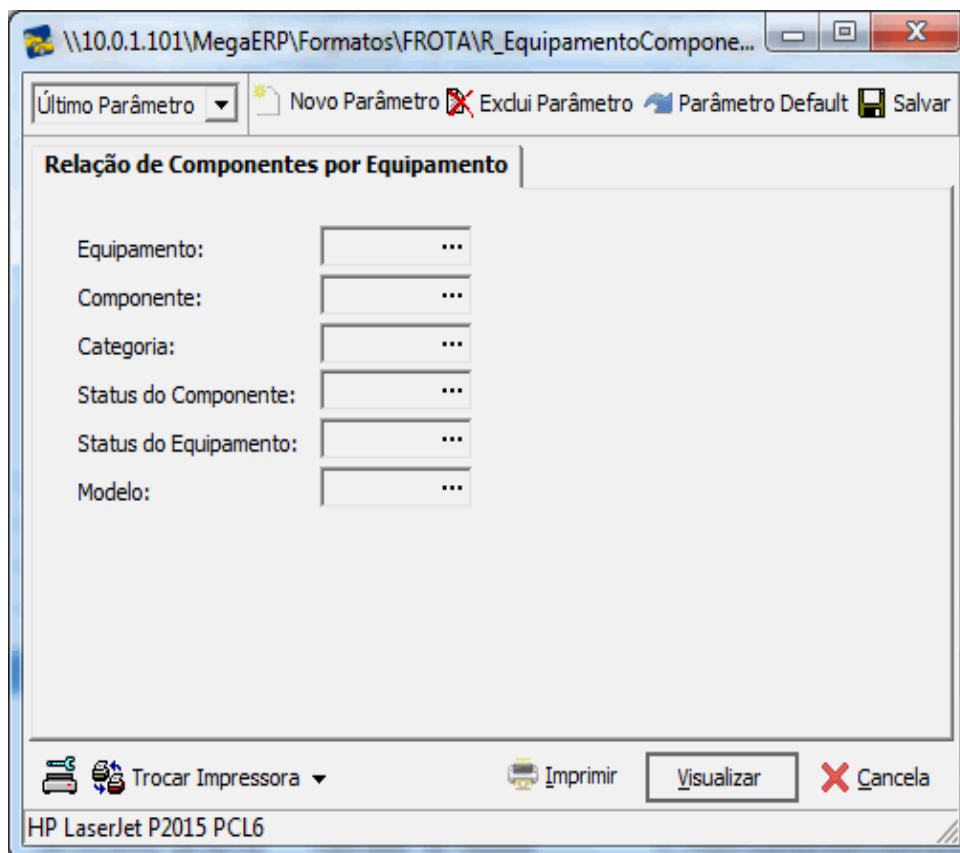 \\10.0.1.101\MegaERP\Formatos\FROTA\R_EquipamentoCompone...
Último Parâmetro Novo Parâmetro Exclui Parâmetro Parâmetro Default Salvar
Relação de Componentes por Equipamento
Equipamento: ...
Componente: ...
Categoria: ...
Status do Componente: ...
Status do Equipamento: ...
Modelo: ...
Trocar Impressora Imprimir Visualizar Cancela
HP LaserJet P2015 PCL6